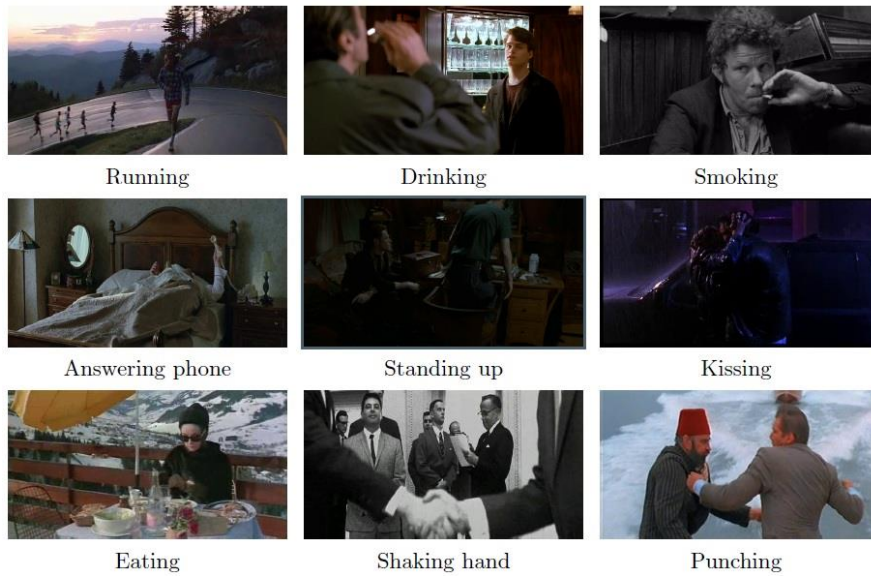 Running
Drinking
Smoking
Answering phone
Standing up
Kissing
Eating
Shaking hand
Punching